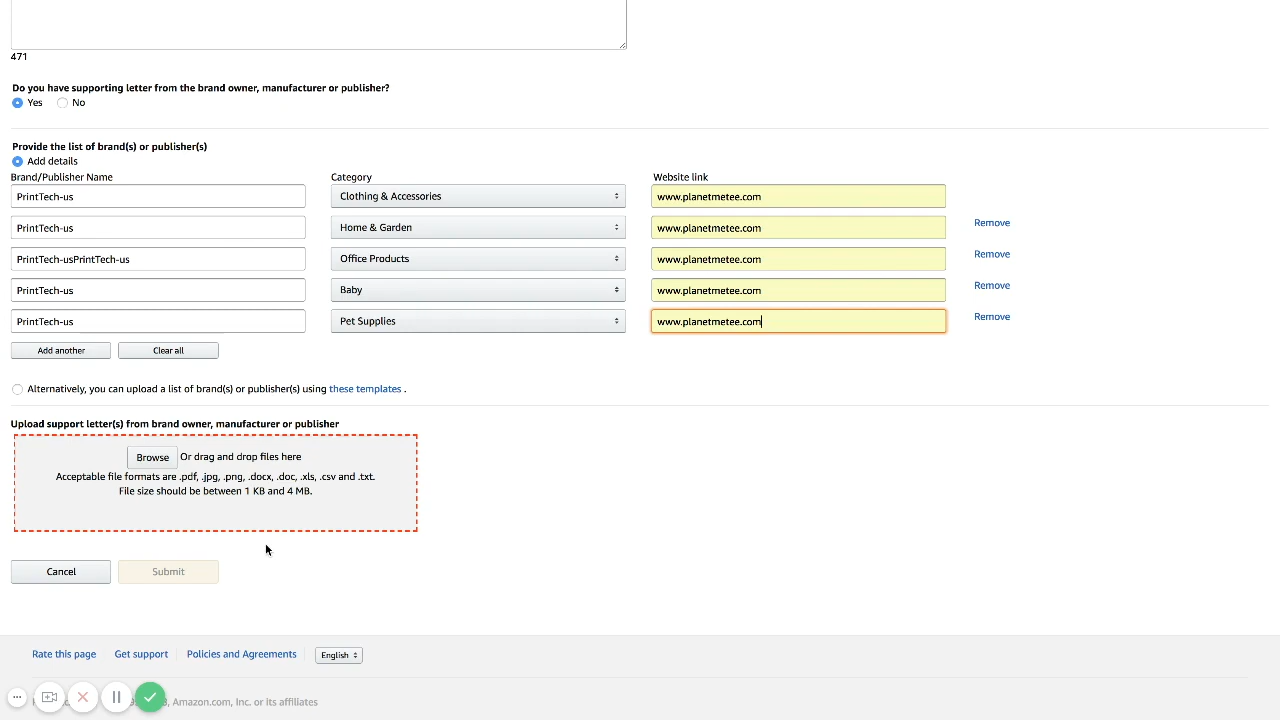 471
Do you have supporting letter from the brand owner, manufacturer or publisher?
Yes No
Provide the list of brand(s) or publisher(s)
Add details
Brand/Publisher Name Category Website link
PrintTech-us Clothing & Accessories www.planetmetee.com
PrintTech-us Home & Garden www.planetmetee.com Remove
PrintTech-usPrintTech-us Office Products www.planetmetee.com Remove
PrintTech-us Baby www.planetmetee.com Remove
PrintTech-us Pet Supplies www.planetmetee.com Remove
Add another Clear all
Alternatively, you can upload a list of brand(s) or publisher(s) using these templates .
Upload support letter(s) from brand owner, manufacturer or publisher
Browse Or drag and drop files here
Acceptable file formats are .pdf, .jpg, .png, .docx, .doc, .xls, .csv and .txt.
File size should be between 1 KB and 4 MB.
Cancel Submit
Rate this page Get support Policies and Agreements English
, Amazon.com, Inc. or its affiliates